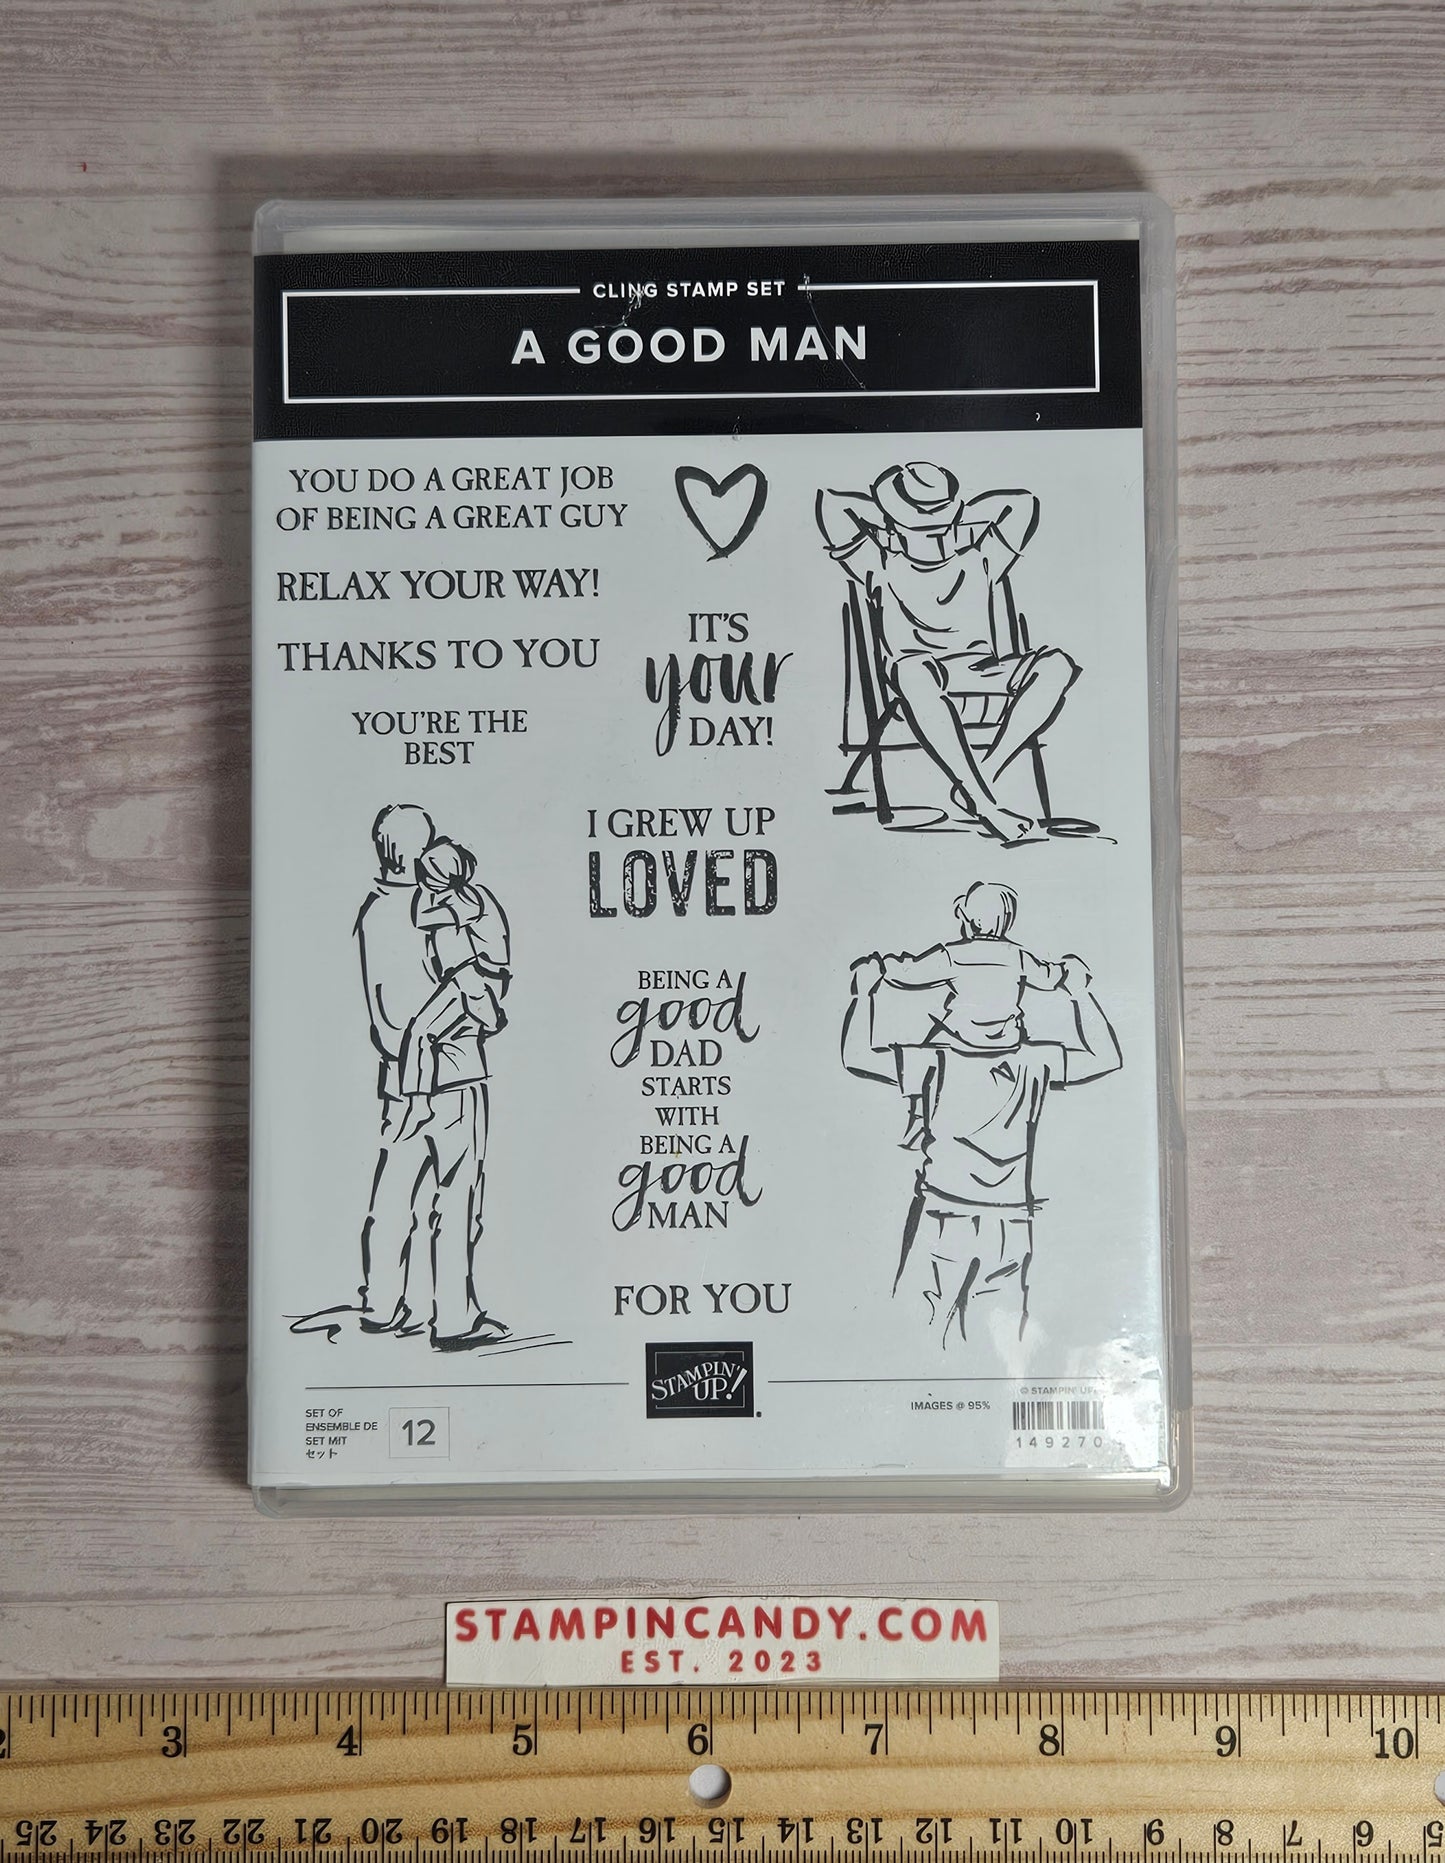 CLING STAMP SET
A GOOD MAN
YOU DO A GREAT JOB
OF BEING A GREAT GUY
RELAX YOUR WAY!
THANKS TO YOU
YOU'RE THE
BEST
IT'S
your
DAY!
I GREW UP
LOVED
BEING A
good
DAD
STARTS
WITH
BEING A
good
MAN
FOR YOU
STAMPIN'
UP!
SET OF
ENSEMBLE DE
SET MIT
セット
12
IMAGES @ 95%
© STAMPIN' UP!
149270
STAMPINCANDY.COM
EST. 2023
2 3 4 5 6 7 8 9 10
25 24 23 22 21 20 19 18 17 16 15 14 13 12 11 10 9 8 7 6 5